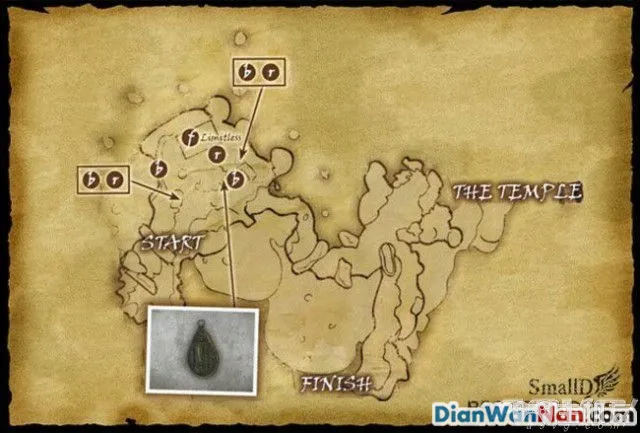 b r
f Limitless
r
b
b
b r
THE TEMPLE
START
FINISH
SmallD
DianWanNan.com